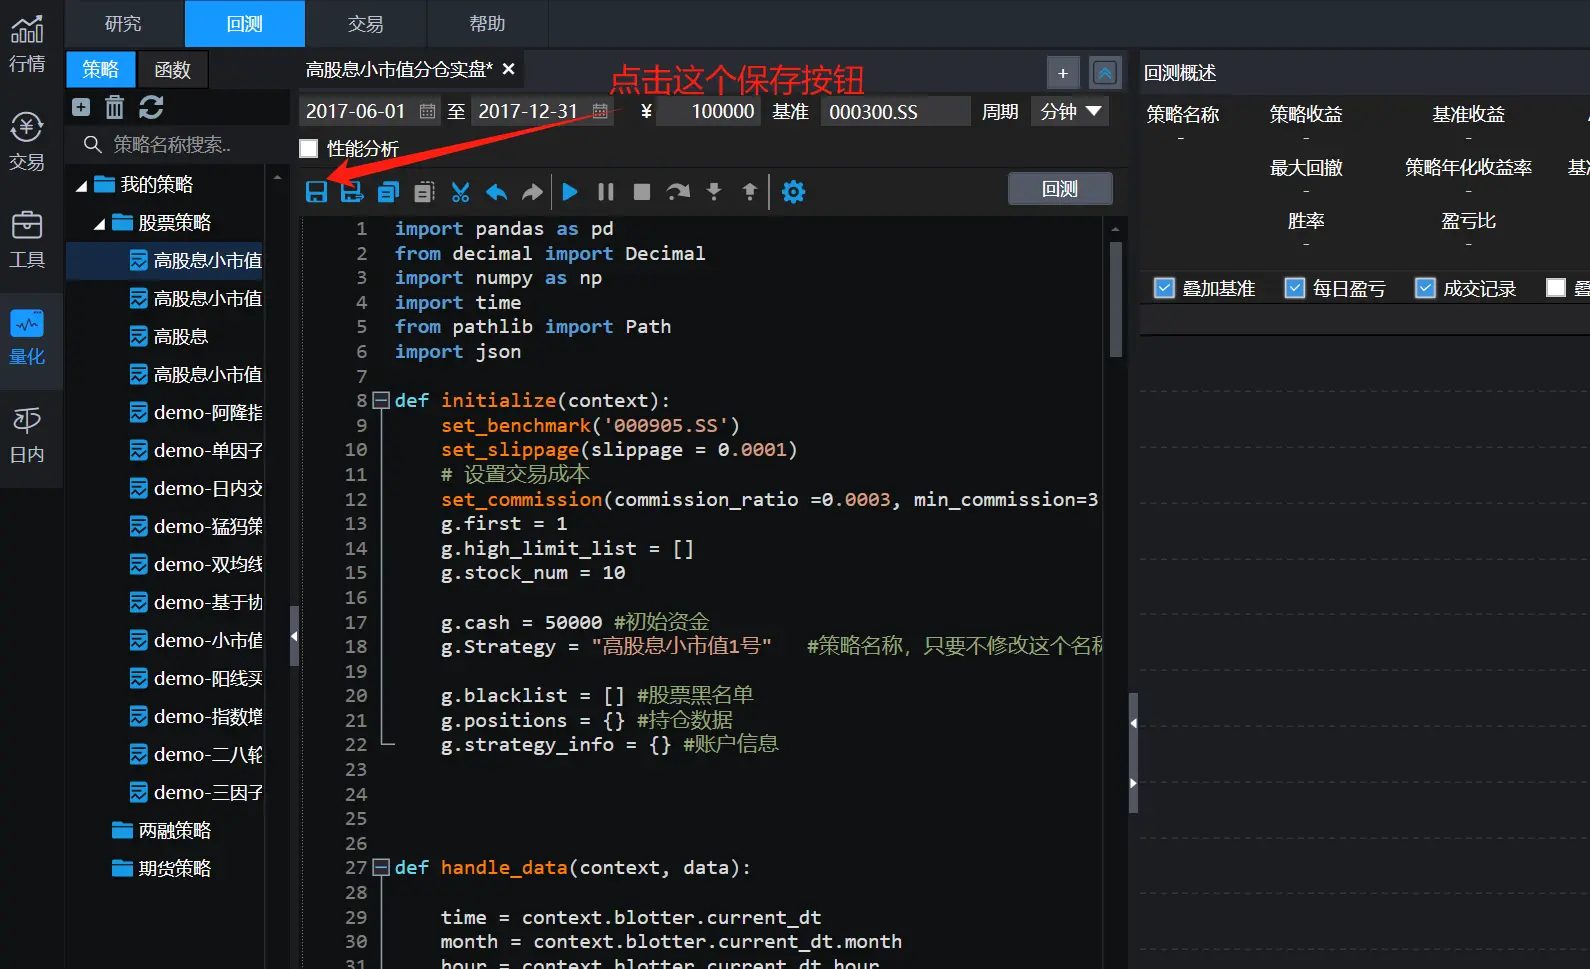 行情
交易
工具
量化
日内
研究
回测
交易
帮助
策略
函数
策略名称搜索..
我的策略
股票策略
高股息小市值
高股息小市值
高股息
高股息小市值
demo-阿隆指
demo-单因子
demo-日内交
demo-猛犸策
demo-双均线
demo-基于协
demo-小市值
demo-阳线买
demo-指数增
demo-二八轮
demo-三因子
两融策略
期货策略
高股息小市值分仓实盘* ×
点击这个保存按钮
2017-06-01 至 2017-12-31 ¥ 100000 基准 000300.SS 周期 分钟
性能分析
回测
1 import pandas as pd
2 from decimal import Decimal
3 import numpy as np
4 import time
5 from pathlib import Path
6 import json
7
8 def initialize(context):
9 set_benchmark('000905.SS')
10 set_slippage(slippage = 0.0001)
11 # 设置交易成本
12 set_commission(commission_ratio =0.0003, min_commission=3
13 g.first = 1
14 g.high_limit_list = []
15 g.stock_num = 10
16
17 g.cash = 50000 #初始资金
18 g.Strategy = "高股息小市值1号" #策略名称，只要不修改这个名称
19
20 g.blacklist = [] #股票黑名单
21 g.positions = {} #持仓数据
22 g.strategy_info = {} #账户信息
23
24
25
26
27 def handle_data(context, data):
28
29 time = context.blotter.current_dt
30 month = context.blotter.current_dt.month
31 hour = context.blotter.current_dt.hour
回测概述
策略名称 策略收益 基准收益
- - -
最大回撤 策略年化收益率 基准
- -
胜率 盈亏比
- -
叠加基准 每日盈亏 成交记录 叠